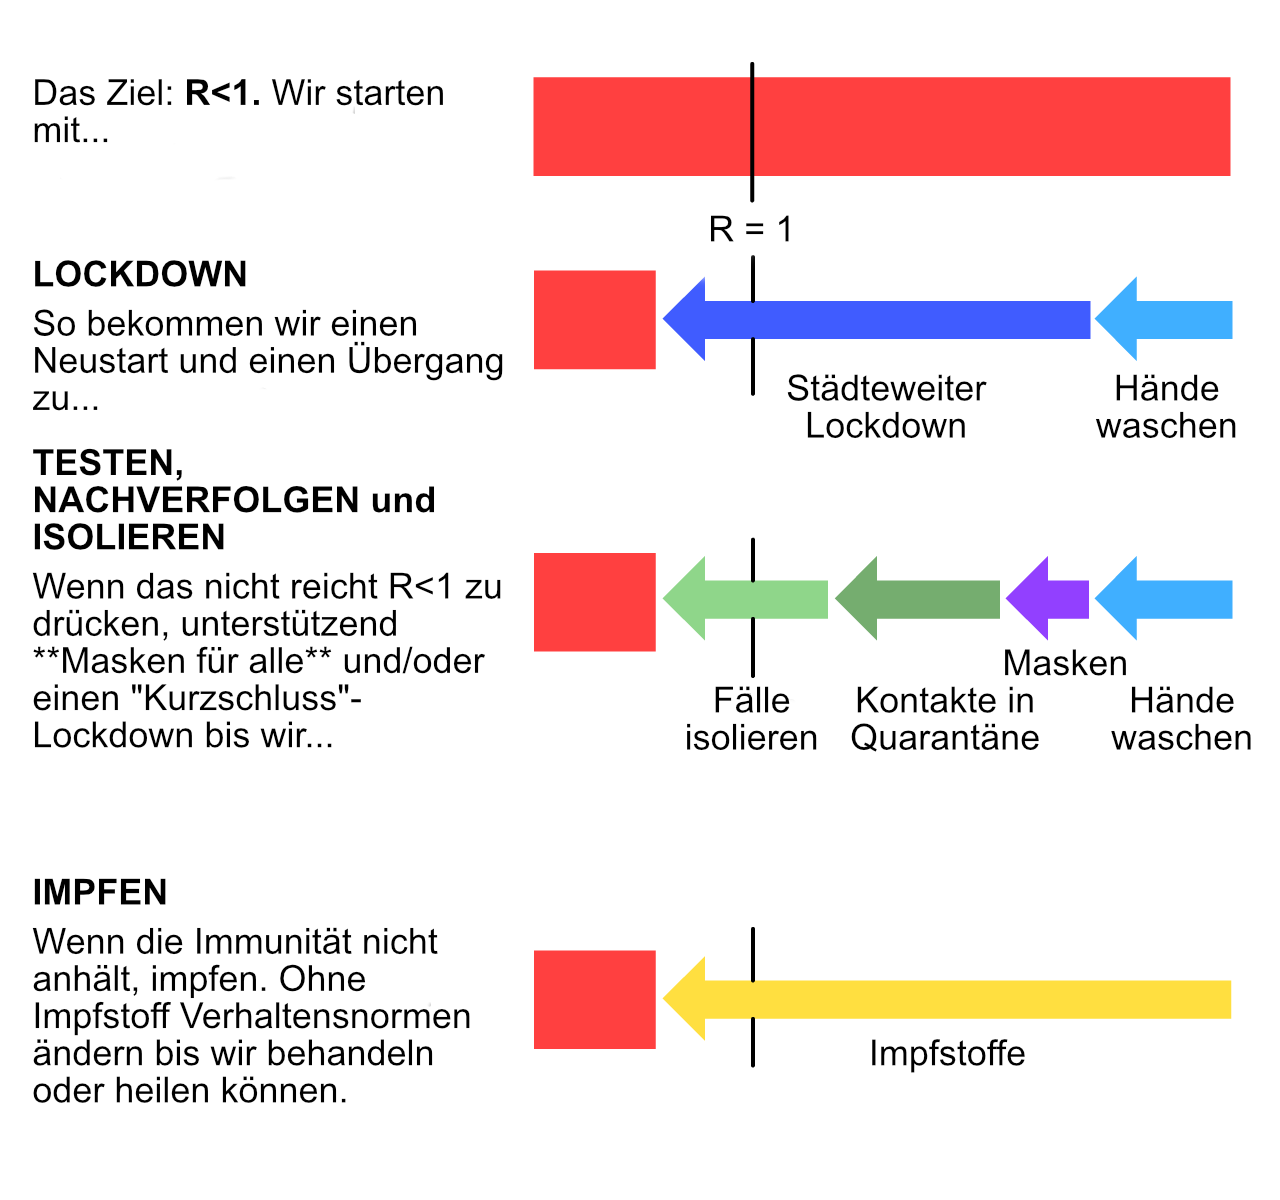 Das Ziel: R<1. Wir starten
mit...
R = 1
LOCKDOWN
So bekommen wir einen
Neustart und einen Übergang
zu...
Städteweiter
Lockdown
Hände
waschen
TESTEN,
NACHVERFOLGEN und
ISOLIEREN
Wenn das nicht reicht R<1 zu
drücken, unterstützend
**Masken für alle** und/oder
einen "Kurzschluss"-
Lockdown bis wir...
Fälle
isolieren
Kontakte in
Quarantäne
Masken
Hände
waschen
IMPFEN
Wenn die Immunität nicht
anhält, impfen. Ohne
Impfstoff Verhaltensnormen
ändern bis wir behandeln
oder heilen können.
Impfstoffe